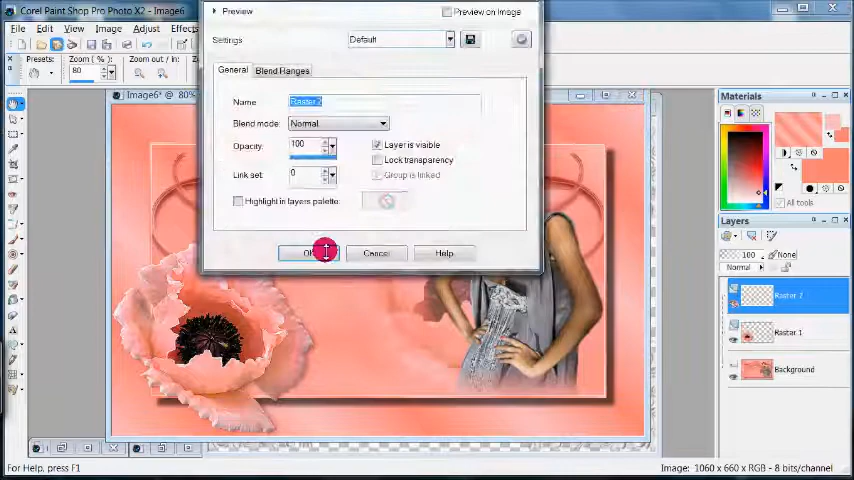 Corel Paint Shop Pro Photo X2 - Image6
File Edit View Image Adjust Effects
Presets: Zoom ( % ): Zoom out / in:
80
Image6* @ 80%
Preview
Preview on Image
Settings Default
General Blend Ranges
Name Raster 2
Blend mode: Normal
Opacity: 100
Layer is visible
Lock transparency
Link set: 0
Group is linked
Highlight in layers palette:
OK Cancel Help
Materials
All tools
Layers
100 None
Normal
Raster 2
Raster 1
Background
For Help, press F1
Image: 1060 x 660 x RGB - 8 bits/channel